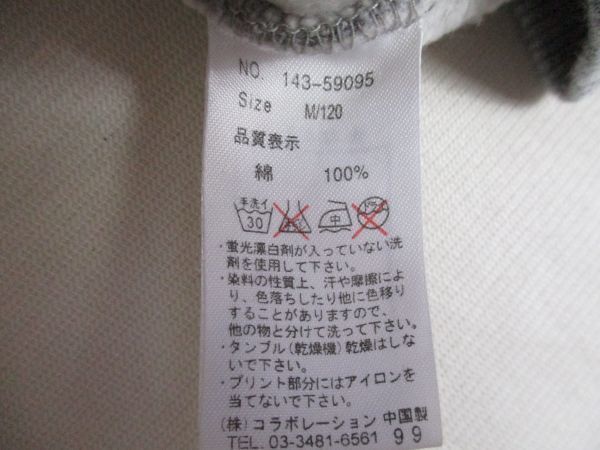 NO. 143-59095
Size M/120
品質表示
綿 100%
手洗イ
30
中
ドライ
・蛍光漂白剤が入っていない洗
剤を使用して下さい。
・染料の性質上、汗や摩擦によ
り、色落ちしたり他に色移り
することがありますので、
他の物と分けて洗って下さい。
・タンブル(乾燥機)乾燥はしな
いで下さい。
・プリント部分にはアイロンを
当てないで下さい。
(株)コラボレーション 中国製
TEL. 03-3481-6561 99